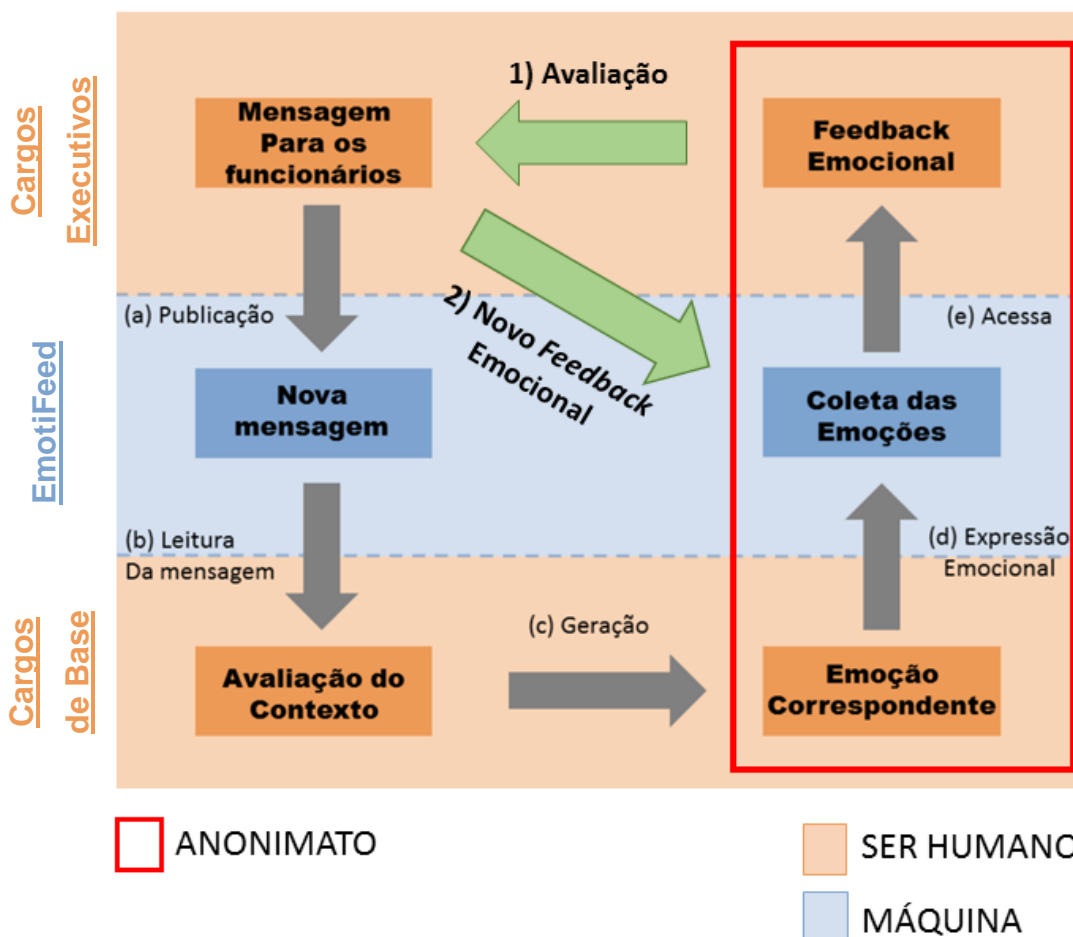 Cargos
Executivos
1) Avaliação
Mensagem
Para os
funcionários
Feedback
Emocional
2) Novo Feedback
Emocional
EmotiFeed
(a) Publicação
(e) Acessa
Nova
mensagem
Coleta das
Emoções
(b) Leitura
Da mensagem
(d) Expressão
Emocional
Cargos
de Base
(c) Geração
Avaliação do
Contexto
Emoção
Correspondente
ANONIMATO
SER HUMANO
MÁQUINA